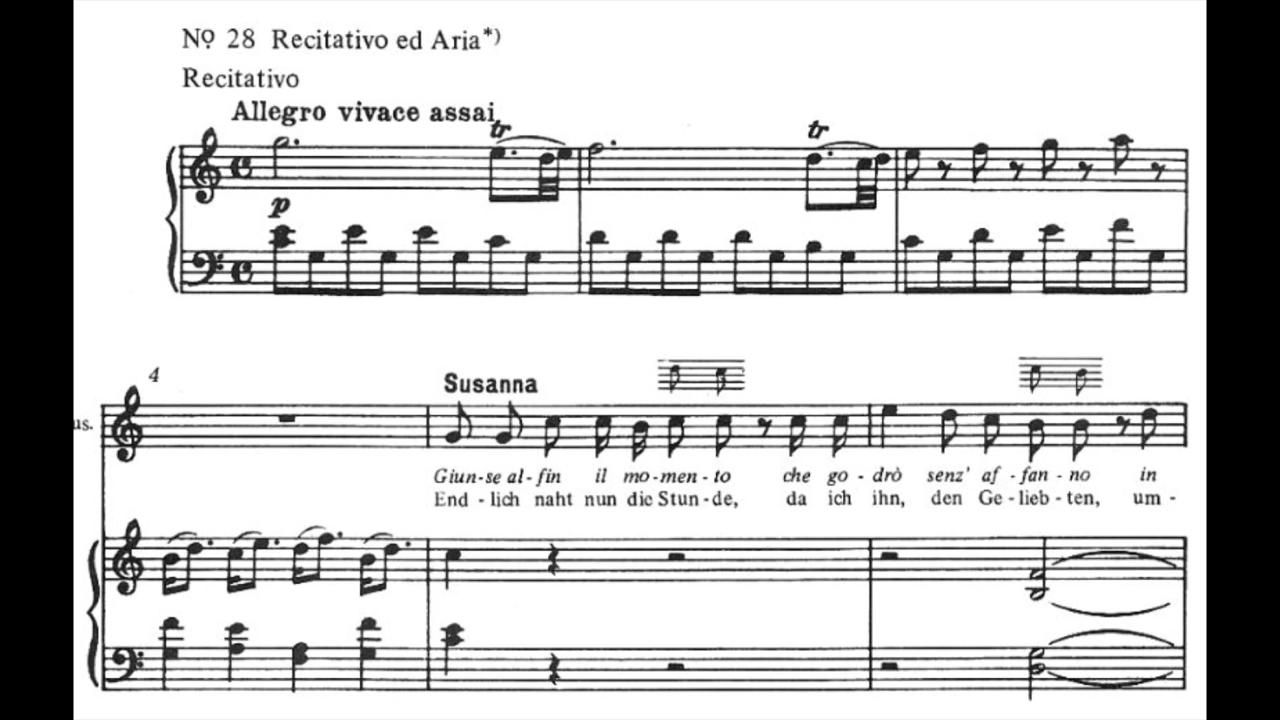 Nº 28 Recitativo ed Aria*)
Recitativo
Allegro vivace assai
tr tr
p
4
Susanna
us.
Giun-se al-fin il mo-men-to che go-drò senz' af-fan-no in
End-lich naht nun die Stun-de, da ich ihn, den Ge-lieb-ten, um-